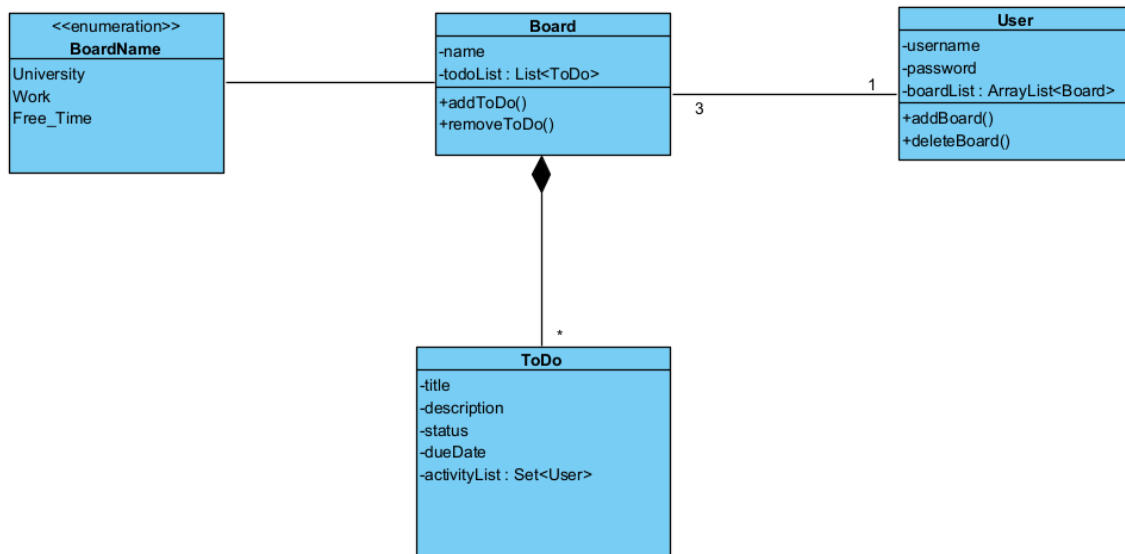 <<enumeration>>
BoardName
University
Work
Free_Time
Board
-name
-todoList : List<ToDo>
+addToDo()
+removeToDo()
3
1
User
-username
-password
-boardList : ArrayList<Board>
+addBoard()
+deleteBoard()
*
ToDo
-title
-description
-status
-dueDate
-activityList : Set<User>